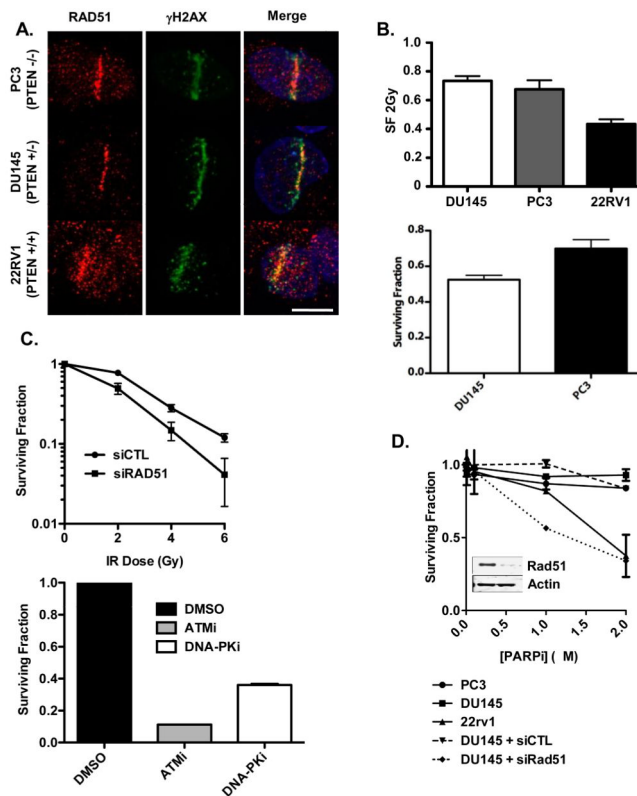 A.
RAD51 γH2AX Merge
PC3
(PTEN -/-)
DU145
(PTEN +/-)
22RV1
(PTEN +/+)
B.
SF 2Gy
0.8
0.6
0.4
0.2
0
DU145 PC3 22RV1
Surviving Fraction
0.8
0.6
0.4
0.2
0.0
DU145
PC3
C.
Surviving Fraction
1
0.1
0.01
siCTL
siRAD51
0 2 4 6
IR Dose (Gy)
Surviving Fraction
1.0
0.8
0.6
0.4
0.2
0.0
DMSO
ATMi
DNA-PKi
DMSO
ATMi
DNA-PKi
D.
Surviving Fraction
1.0
0.5
1.0
Rad51
Actin
0.0 0.5 1.0 1.5 2.0
[PARPi] ( M)
PC3
DU145
22rv1
DU145 + siCTL
DU145 + siRad51